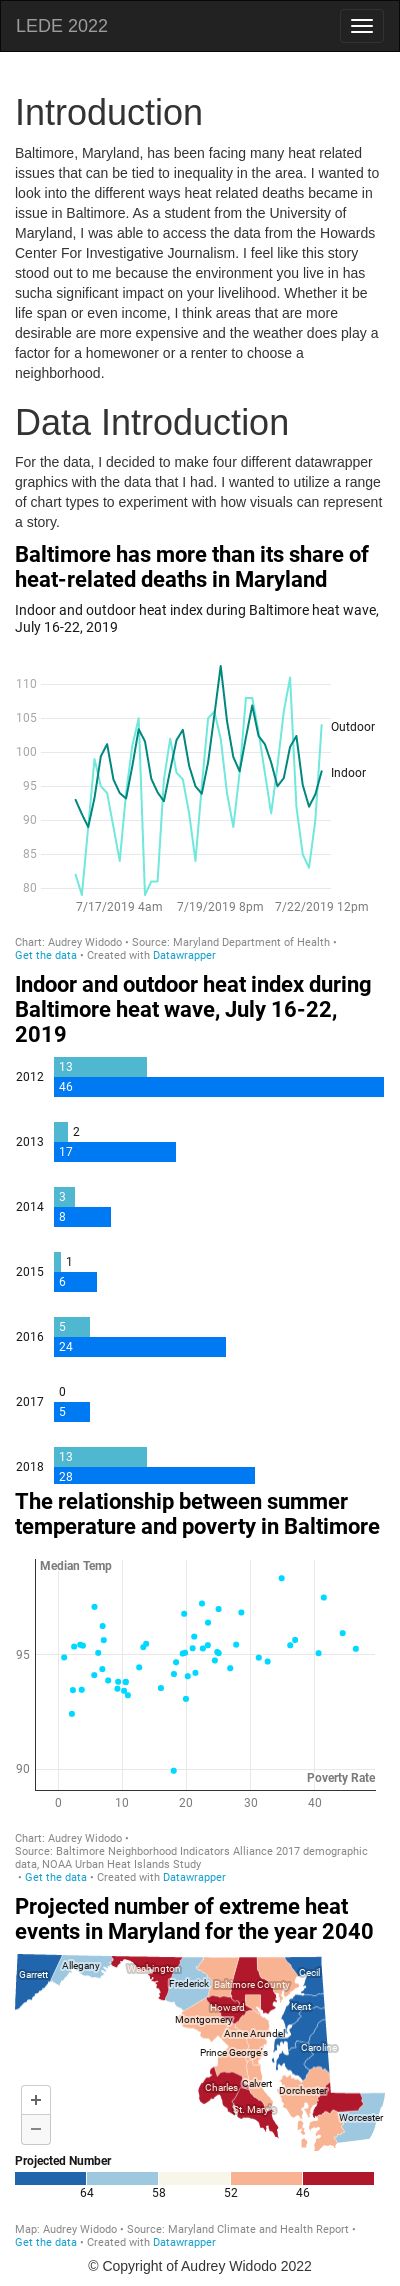 LEDE 2022
Introduction
Baltimore, Maryland, has been facing many heat related
issues that can be tied to inequality in the area. I wanted to
look into the different ways heat related deaths became in
issue in Baltimore. As a student from the University of
Maryland, I was able to access the data from the Howards
Center For Investigative Journalism. I feel like this story
stood out to me because the environment you live in has
sucha significant impact on your livelihood. Whether it be
life span or even income, I think areas that are more
desirable are more expensive and the weather does play a
factor for a homewoner or a renter to choose a
neighborhood.
Data Introduction
For the data, I decided to make four different datawrapper
graphics with the data that I had. I wanted to utilize a range
of chart types to experiment with how visuals can represent
a story.
Baltimore has more than its share of
heat-related deaths in Maryland
Indoor and outdoor heat index during Baltimore heat wave,
July 16-22, 2019
110
105
100
95
90
85
80
Outdoor
Indoor
7/17/2019 4am 7/19/2019 8pm 7/22/2019 12pm
Chart: Audrey Widodo • Source: Maryland Department of Health •
Get the data • Created with Datawrapper
Indoor and outdoor heat index during
Baltimore heat wave, July 16-22,
2019
2012
13
46
2013
2
17
2014
3
8
2015
1
6
2016
5
24
2017
0
5
2018
13
28
The relationship between summer
temperature and poverty in Baltimore
Median Temp
95
90
Poverty Rate
0 10 20 30 40
Chart: Audrey Widodo •
Source: Baltimore Neighborhood Indicators Alliance 2017 demographic
data, NOAA Urban Heat Islands Study
• Get the data • Created with Datawrapper
Projected number of extreme heat
events in Maryland for the year 2040
Garrett
Allegany
Washington
Frederick
Baltimore County
Cecil
Howard
Kent
Montgomery
Anne Arundel
Prince George's
Caroline
Charles
Calvert
Dorchester
St. Mary's
Worcester
+
−
Projected Number
64 58 52 46
Map: Audrey Widodo • Source: Maryland Climate and Health Report •
Get the data • Created with Datawrapper
© Copyright of Audrey Widodo 2022